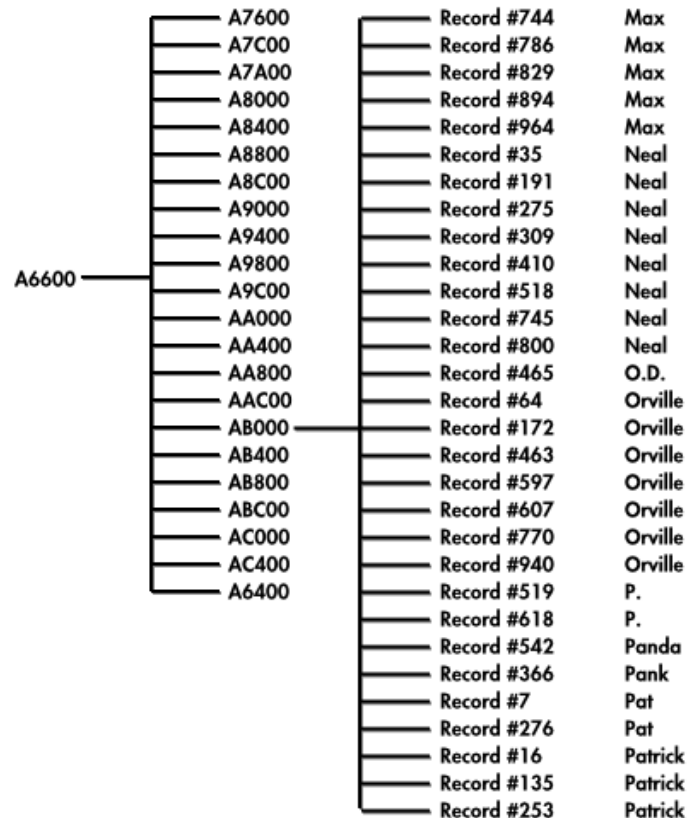 A7600 Record #744 Max
A7C00 Record #786 Max
A7A00 Record #829 Max
A8000 Record #894 Max
A8400 Record #964 Max
A8800 Record #35 Neal
A8C00 Record #191 Neal
A9000 Record #275 Neal
A9400 Record #309 Neal
A9800 Record #410 Neal
A6600
A9C00 Record #518 Neal
AA000 Record #745 Neal
AA400 Record #800 Neal
AA800 Record #465 O.D.
AAC00 Record #64 Orville
AB000 Record #172 Orville
AB400 Record #463 Orville
AB800 Record #597 Orville
ABC00 Record #607 Orville
AC000 Record #770 Orville
AC400 Record #940 Orville
A6400 Record #519 P.
Record #618 P.
Record #542 Panda
Record #366 Pank
Record #7 Pat
Record #276 Pat
Record #16 Patrick
Record #135 Patrick
Record #253 Patrick